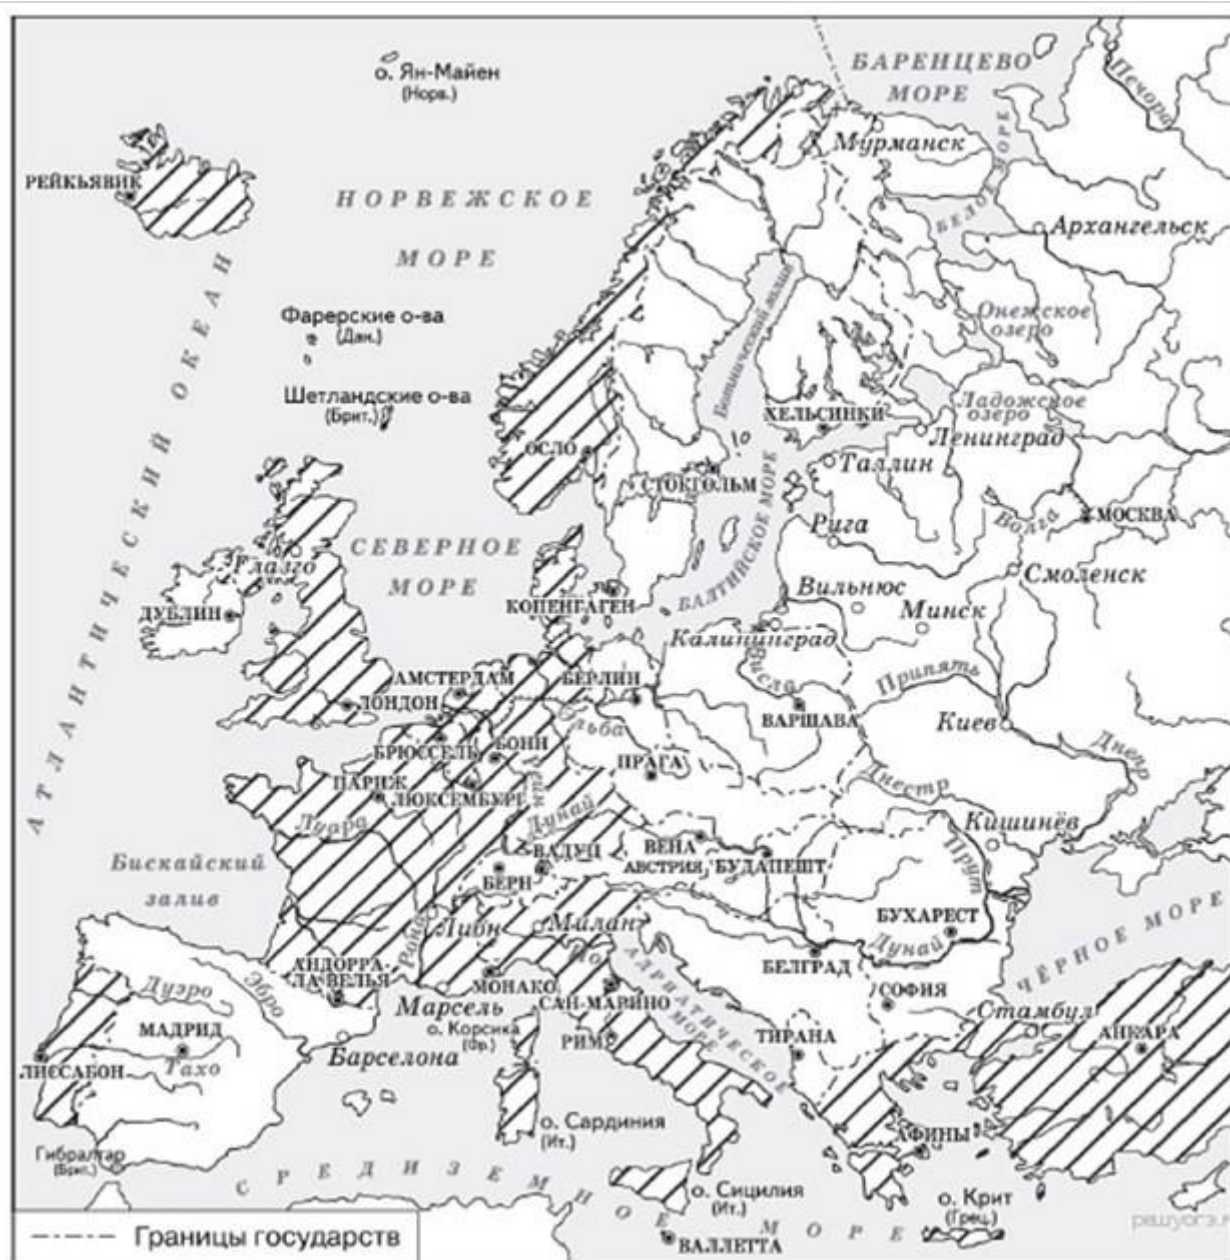 о. Ян-Майен
(Норв.)
БАРЕНЦЕВО
МОРЕ
Печора
Мурманск
РЕЙКЬЯВИК
НОРВЕЖСКОЕ
МОРЕ
БЕЛОЕ МОРЕ
Архангельск
АТЛАНТИЧЕСКИЙ ОКЕАН
Фарерские о-ва
(Дан.)
Ботнический залив
Онежское
озеро
Шетландские о-ва
(Брит.)
ХЕЛЬСИНКИ
Ладожское
озеро
Ленинград
ОСЛО
Таллин
СТОКГОЛЬМ
БАЛТИЙСКОЕ МОРЕ
Волга
МОСКВА
Рига
СЕВЕРНОЕ
МОРЕ
Глазго
Смоленск
ДУБЛИН
КОПЕНГАГЕН
Вильнюс
Минск
Калининград
АМСТЕРДАМ
БЕРЛИН
Висла
Припять
ЛОНДОН
ВАРШАВА
Киев
Эльба
БРЮССЕЛЬ
БОНН
ПРАГА
Днепр
Рейн
ПАРИЖ
ЛЮКСЕМБУРГ
Днестр
Луара
Дунай
Кишинёв
ВЕНА
АВСТРИЯ
БУДАПЕШТ
Прут
Бискайский
залив
ВАДУЦ
БЕРН
Рона
Лион
Милан
По
БУХАРЕСТ
Дунай
БЕЛГРАД
ЧЁРНОЕ МОРЕ
АНДОРРА-
ЛА-ВЕЛЬЯ
Дуэро
Эбро
Марсель
МОНАКО
САН-МАРИНО
АДРИАТИЧЕСКОЕ
МОРЕ
СОФИЯ
Стамбул
МАДРИД
Тахо
Барселона
о. Корсика
(Фр.)
РИМ
ТИРАНА
АНКАРА
ЛИССАБОН
о. Сардиния
(Ит.)
АФИНЫ
Гибралтар
(Брит.)
СРЕДИЗЕМНОЕ МОРЕ
о. Сицилия
(Ит.)
о. Крит
(Грец.)
ВАЛЛЕТТА
Границы государств